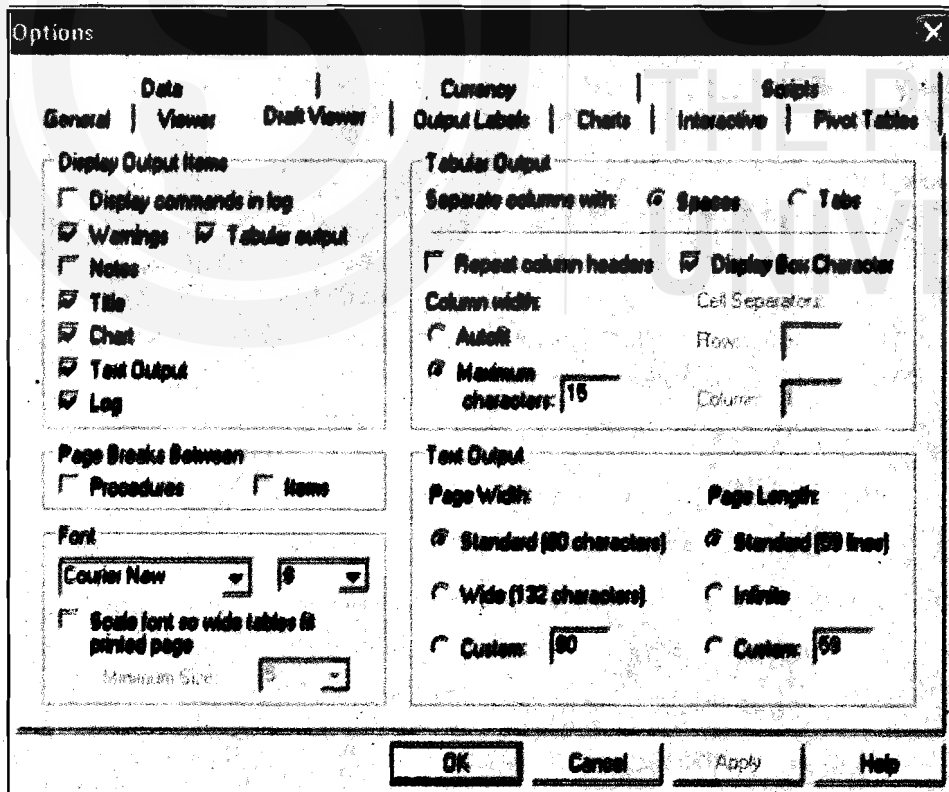 Options
Data Currency Scripts
General Viewer Draft Viewer Output Labels Charts Interactive Pivot Tables
Display Output Items
Display commands in log
Warnings Tabular output
Notes
Title
Chart
Text Output
Log
Page Breaks Between
Procedures Items
Font
Courier New
Scale font so wide tables fit
printed page
Minimum Size:
Tabular Output
Separate columns with: Spaces Tabs
Repeat column headers Display Box Character
Column width: Cell Separators:
Autofit Row:
Maximum
characters: 15 Column:
Text Output
Page Width: Page Length:
Standard (80 characters) Standard (59 lines)
Wide (132 characters) Infinite
Custom: 80 Custom: 59
OK Cancel Apply Help
THE P
UNIV